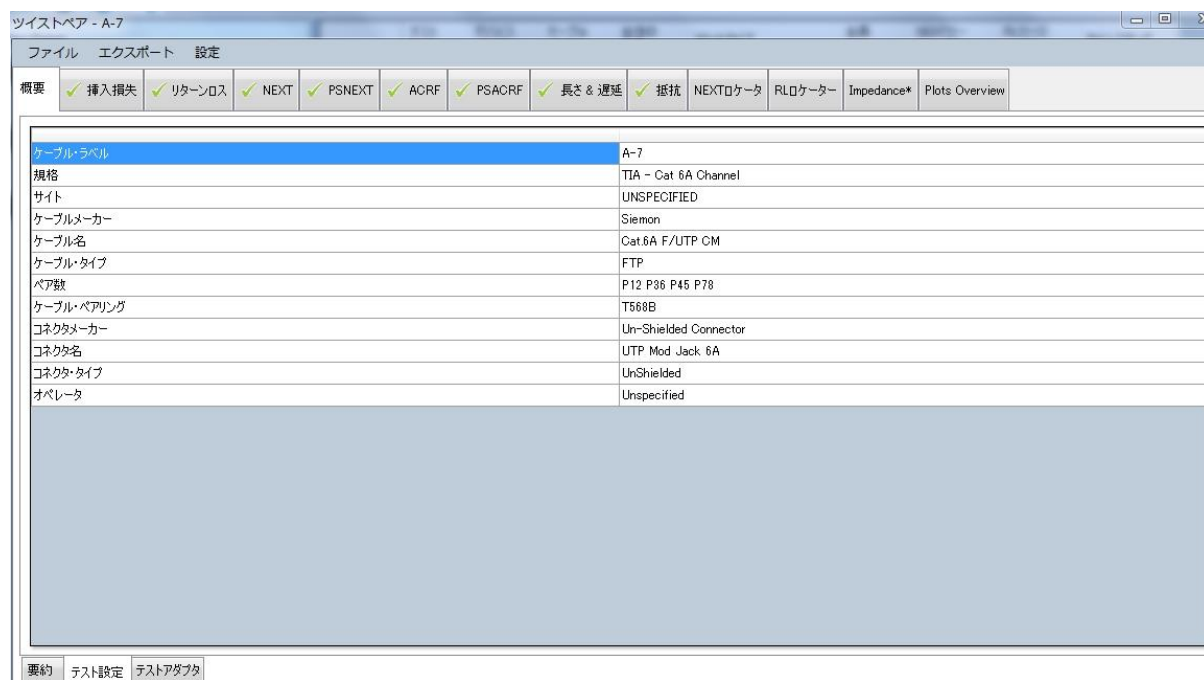 ツイストペア - A-7
ファイル エクスポート 設定
概要 挿入損失 リターンロス NEXT PSNEXT ACRF PSACRF 長さ & 遅延 抵抗 NEXTロケータ RLロケーター Impedance* Plots Overview
ケーブル・ラベル A-7
規格 TIA - Cat 6A Channel
サイト UNSPECIFIED
ケーブルメーカー Siemon
ケーブル名 Cat.6A F/UTP CM
ケーブル・タイプ FTP
ペア数 P12 P36 P45 P78
ケーブル・ペアリング T568B
コネクタメーカー Un-Shielded Connector
コネクタ名 UTP Mod Jack 6A
コネクタ・タイプ UnShielded
オペレータ Unspecified
要約 テスト設定 テストアダプタ